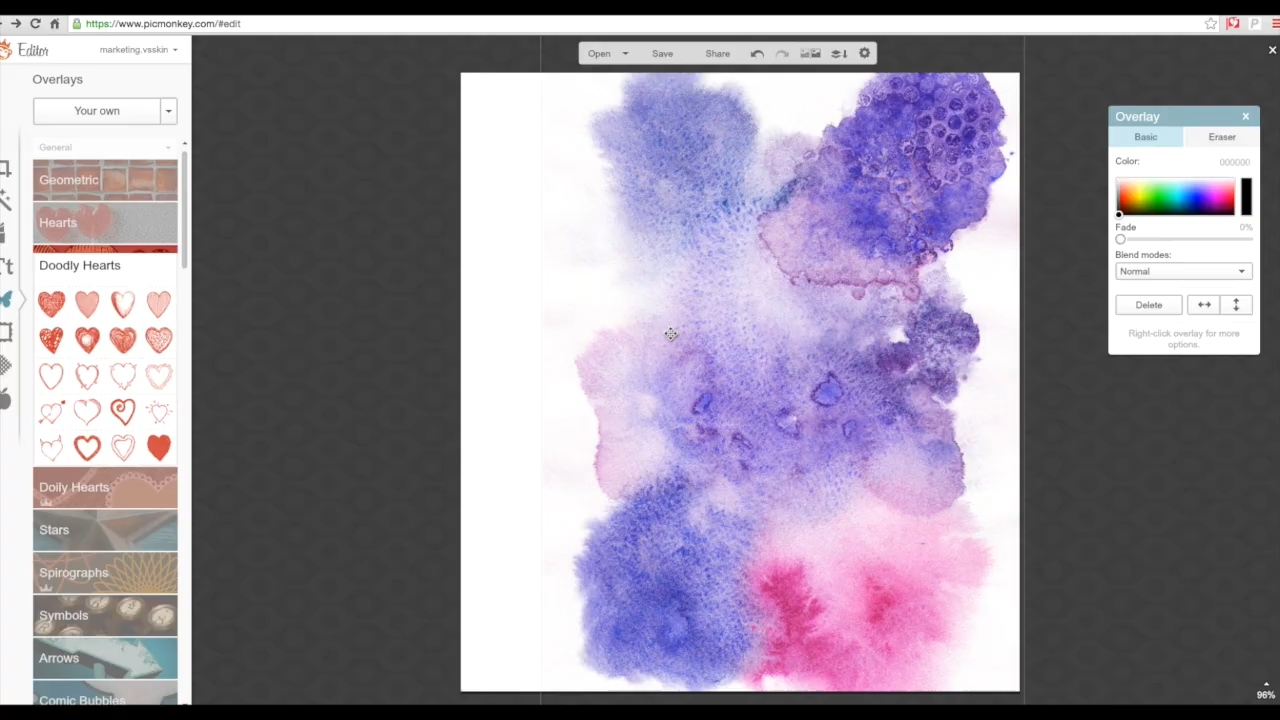 https://www.picmonkey.com/#edit
Editor
marketing.vsskin
Open
Save
Share
Overlays
Your own
General
Geometric
Hearts
Doodly Hearts
Doily Hearts
Stars
Spirographs
Symbols
Arrows
Comic Bubbles
Overlay
Basic
Eraser
Color:
000000
Fade
0%
Blend modes:
Normal
Delete
Right-click overlay for more
options.
96%
Tt